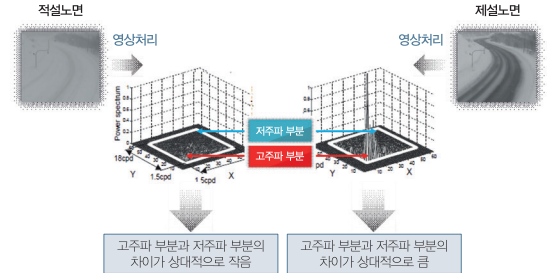 적설노면
제설노면
영상처리
영상처리
Power spectrum
저주파 부분
고주파 부분
18cpd
Y
1.5cpd
X
Y
X
고주파 부분과 저주파 부분의
차이가 상대적으로 작음
고주파 부분과 저주파 부분의
차이가 상대적으로 큼